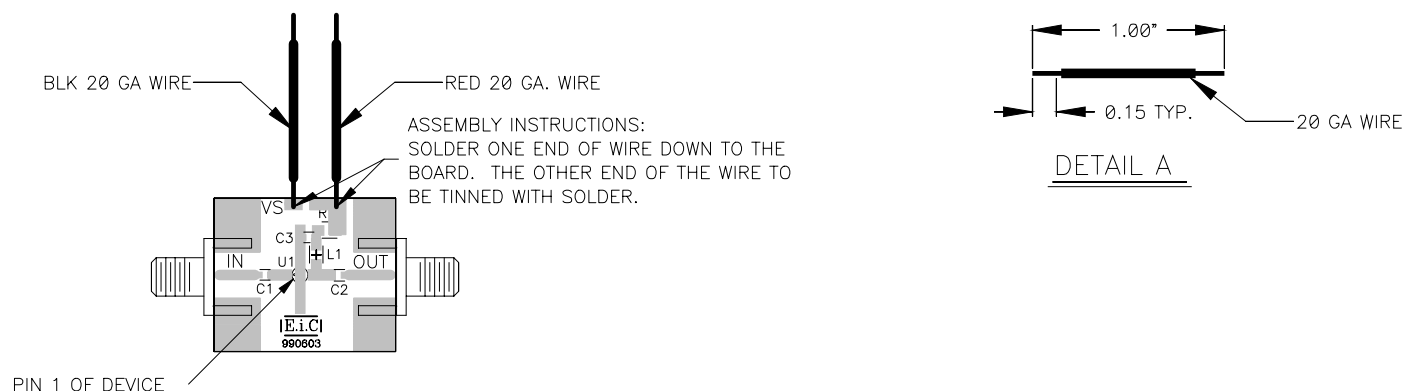 1.00"
BLK 20 GA WIRE
RED 20 GA. WIRE
0.15 TYP.
20 GA WIRE
ASSEMBLY INSTRUCTIONS:
SOLDER ONE END OF WIRE DOWN TO THE
BOARD. THE OTHER END OF THE WIRE TO
BE TINNED WITH SOLDER.
DETAIL A
VS
R
C3
L1
IN
U1
OUT
C1
C2
E.i.C
990603
PIN 1 OF DEVICE